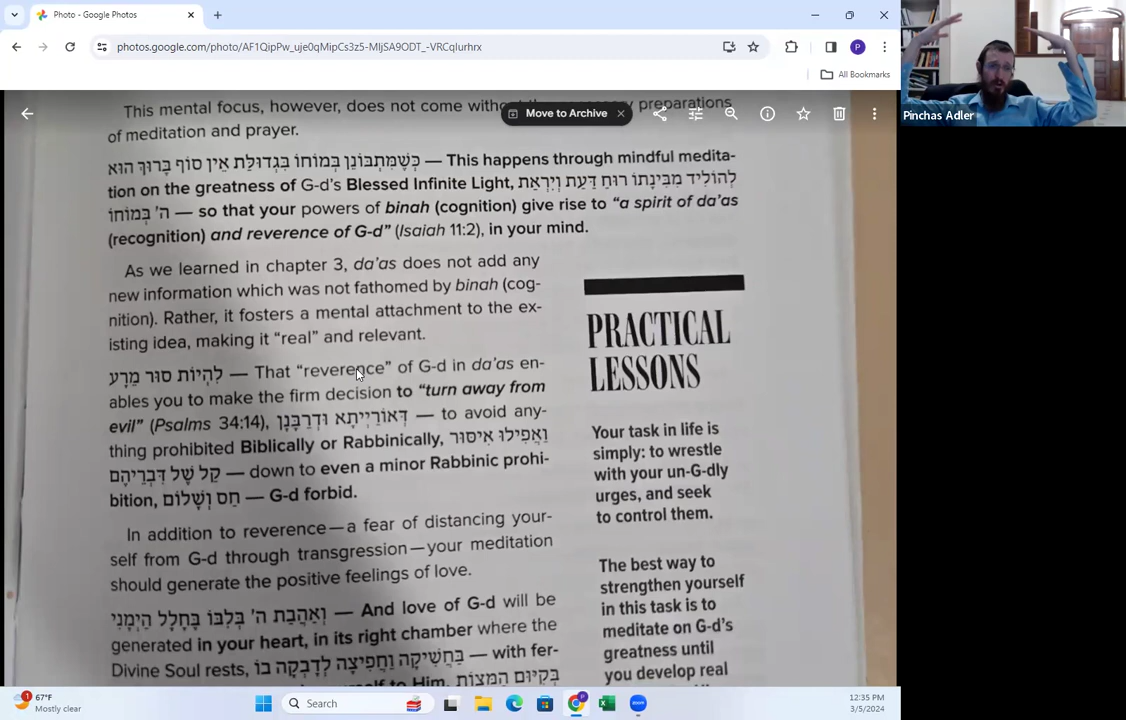 Photo - Google Photos
photos.google.com/photo/AF1QipPw_uje0qMipCs3z5-MIjSA9ODT_-VRCqlurhrx
All Bookmarks
Pinchas Adler
Move to Archive
This mental focus, however, does not come without preparations
of meditation and prayer.
כְּשֶׁמִּתְבּוֹנֵן בְּמוֹחוֹ בִּגְדוּלַּת אֵין סוֹף בָּרוּךְ הוּא — This happens through mindful medita-
tion on the greatness of G-d's Blessed Infinite Light, לְהוֹלִיד מִבִּינָתוֹ רוּחַ דַּעַת וְיִרְאַת
ה' בְּמוֹחוֹ — so that your powers of binah (cognition) give rise to "a spirit of da'as
(recognition) and reverence of G-d" (Isaiah 11:2), in your mind.
As we learned in chapter 3, da'as does not add any
new information which was not fathomed by binah (cog-
nition). Rather, it fosters a mental attachment to the ex-
isting idea, making it "real" and relevant.
לִהְיוֹת סוּר מֵרָע — That "reverence" of G-d in da'as en-
ables you to make the firm decision to "turn away from
evil" (Psalms 34:14), דְּאוֹרַיְיתָא וּדְרַבָּנָן — to avoid any-
thing prohibited Biblically or Rabbinically, וַאֲפִילוּ אִיסּוּר
קַל שֶׁל דִּבְרֵיהֶם — down to even a minor Rabbinic prohi-
bition, חַס וְשָׁלוֹם — G-d forbid.
In addition to reverence—a fear of distancing your-
self from G-d through transgression—your meditation
should generate the positive feelings of love.
וְאַהֲבַת ה' בְּלִבּוֹ בֶּחָלָל הַיְמָנִי — And love of G-d will be
generated in your heart, in its right chamber where the
Divine Soul rests, בַּחֲשִׁיקָה וַחֲפִיצָה לְדָבְקָה בוֹ — with fer-
to Him, בְּקִיּוּם הַמִּצְוֹת
PRACTICAL
LESSONS
Your task in life is
simply: to wrestle
with your un-G-dly
urges, and seek
to control them.
The best way to
strengthen yourself
in this task is to
meditate on G-d's
greatness until
you develop real
1
67°F
Mostly clear
Search
P
zoom
12:35 PM
3/5/2024